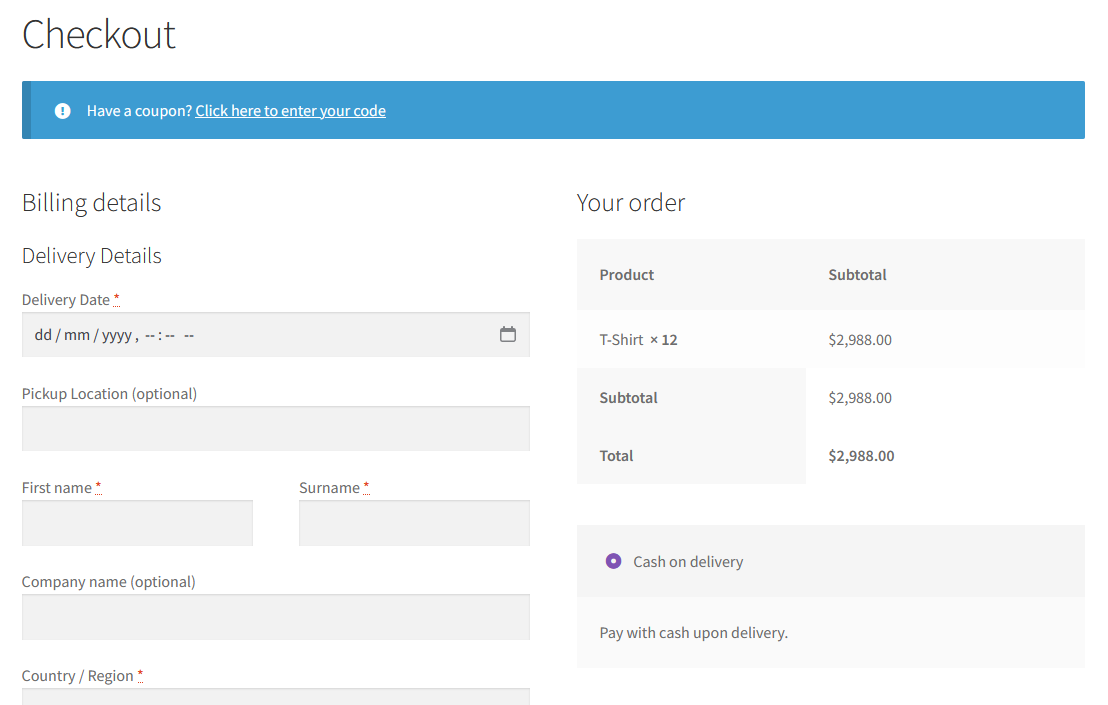 Checkout
Have a coupon? Click here to enter your code
Billing details
Delivery Details
Delivery Date *
dd / mm / yyyy , -- : -- --
Pickup Location (optional)
First name *
Surname *
Company name (optional)
Country / Region *
Your order
Product Subtotal
T-Shirt × 12 $2,988.00
Subtotal $2,988.00
Total $2,988.00
Cash on delivery
Pay with cash upon delivery.